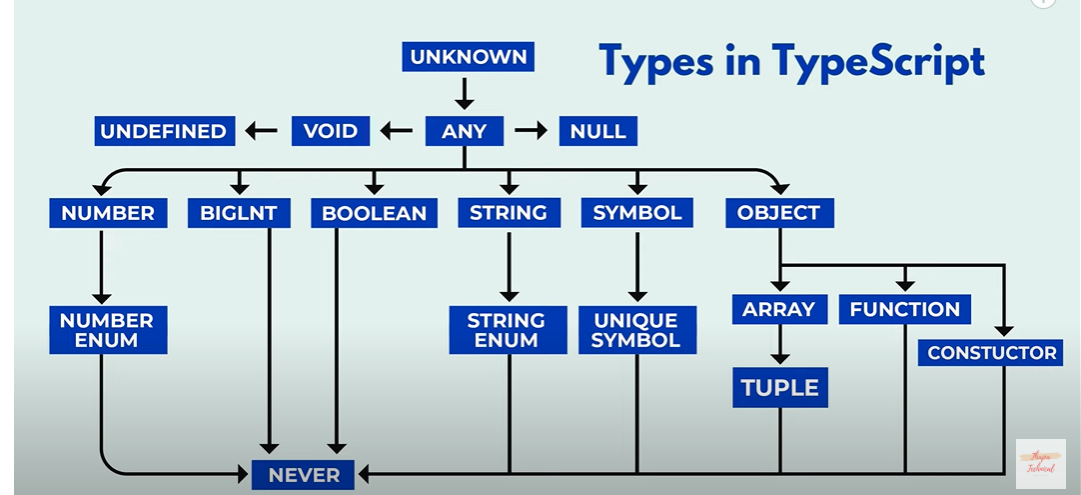 UNKNOWN
Types in TypeScript
UNDEFINED
VOID
ANY
NULL
NUMBER
BIGLNT
BOOLEAN
STRING
SYMBOL
OBJECT
NUMBER
ENUM
STRING
ENUM
UNIQUE
SYMBOL
ARRAY
FUNCTION
CONSTUCTOR
TUPLE
NEVER
Technical